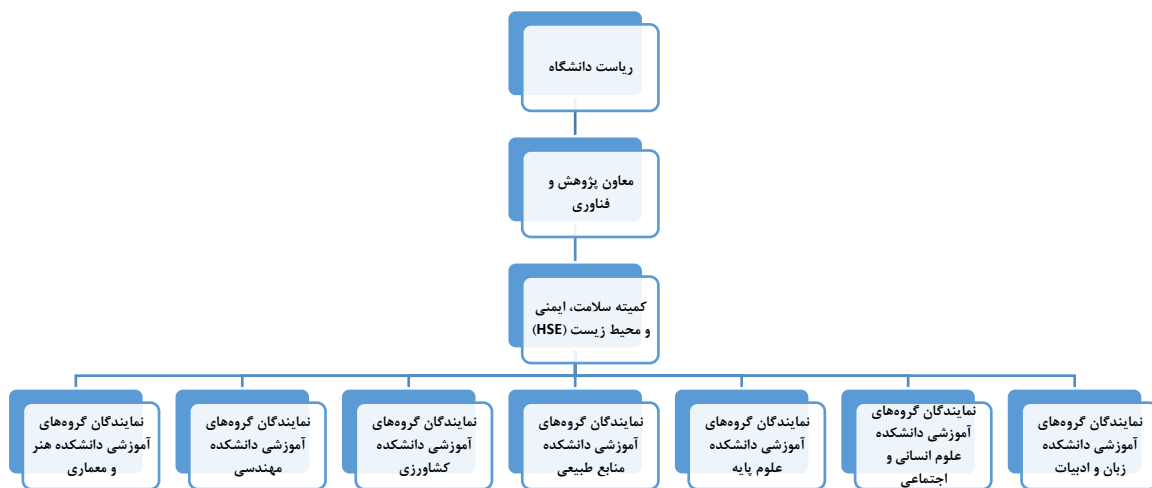 ریاست دانشگاه
معاون پژوهش و
فناوری
کمیته سلامت، ایمنی
و محیط زیست (HSE)
نمایندگان گروه‌های
آموزشی دانشکده
زبان و ادبیات
نمایندگان گروه‌های
آموزشی دانشکده
علوم انسانی و
اجتماعی
نمایندگان گروه‌های
آموزشی دانشکده
علوم پایه
نمایندگان گروه‌های
آموزشی دانشکده
منابع طبیعی
نمایندگان گروه‌های
آموزشی دانشکده
کشاورزی
نمایندگان گروه‌های
آموزشی دانشکده
مهندسی
نمایندگان گروه‌های
آموزشی دانشکده هنر
و معماری